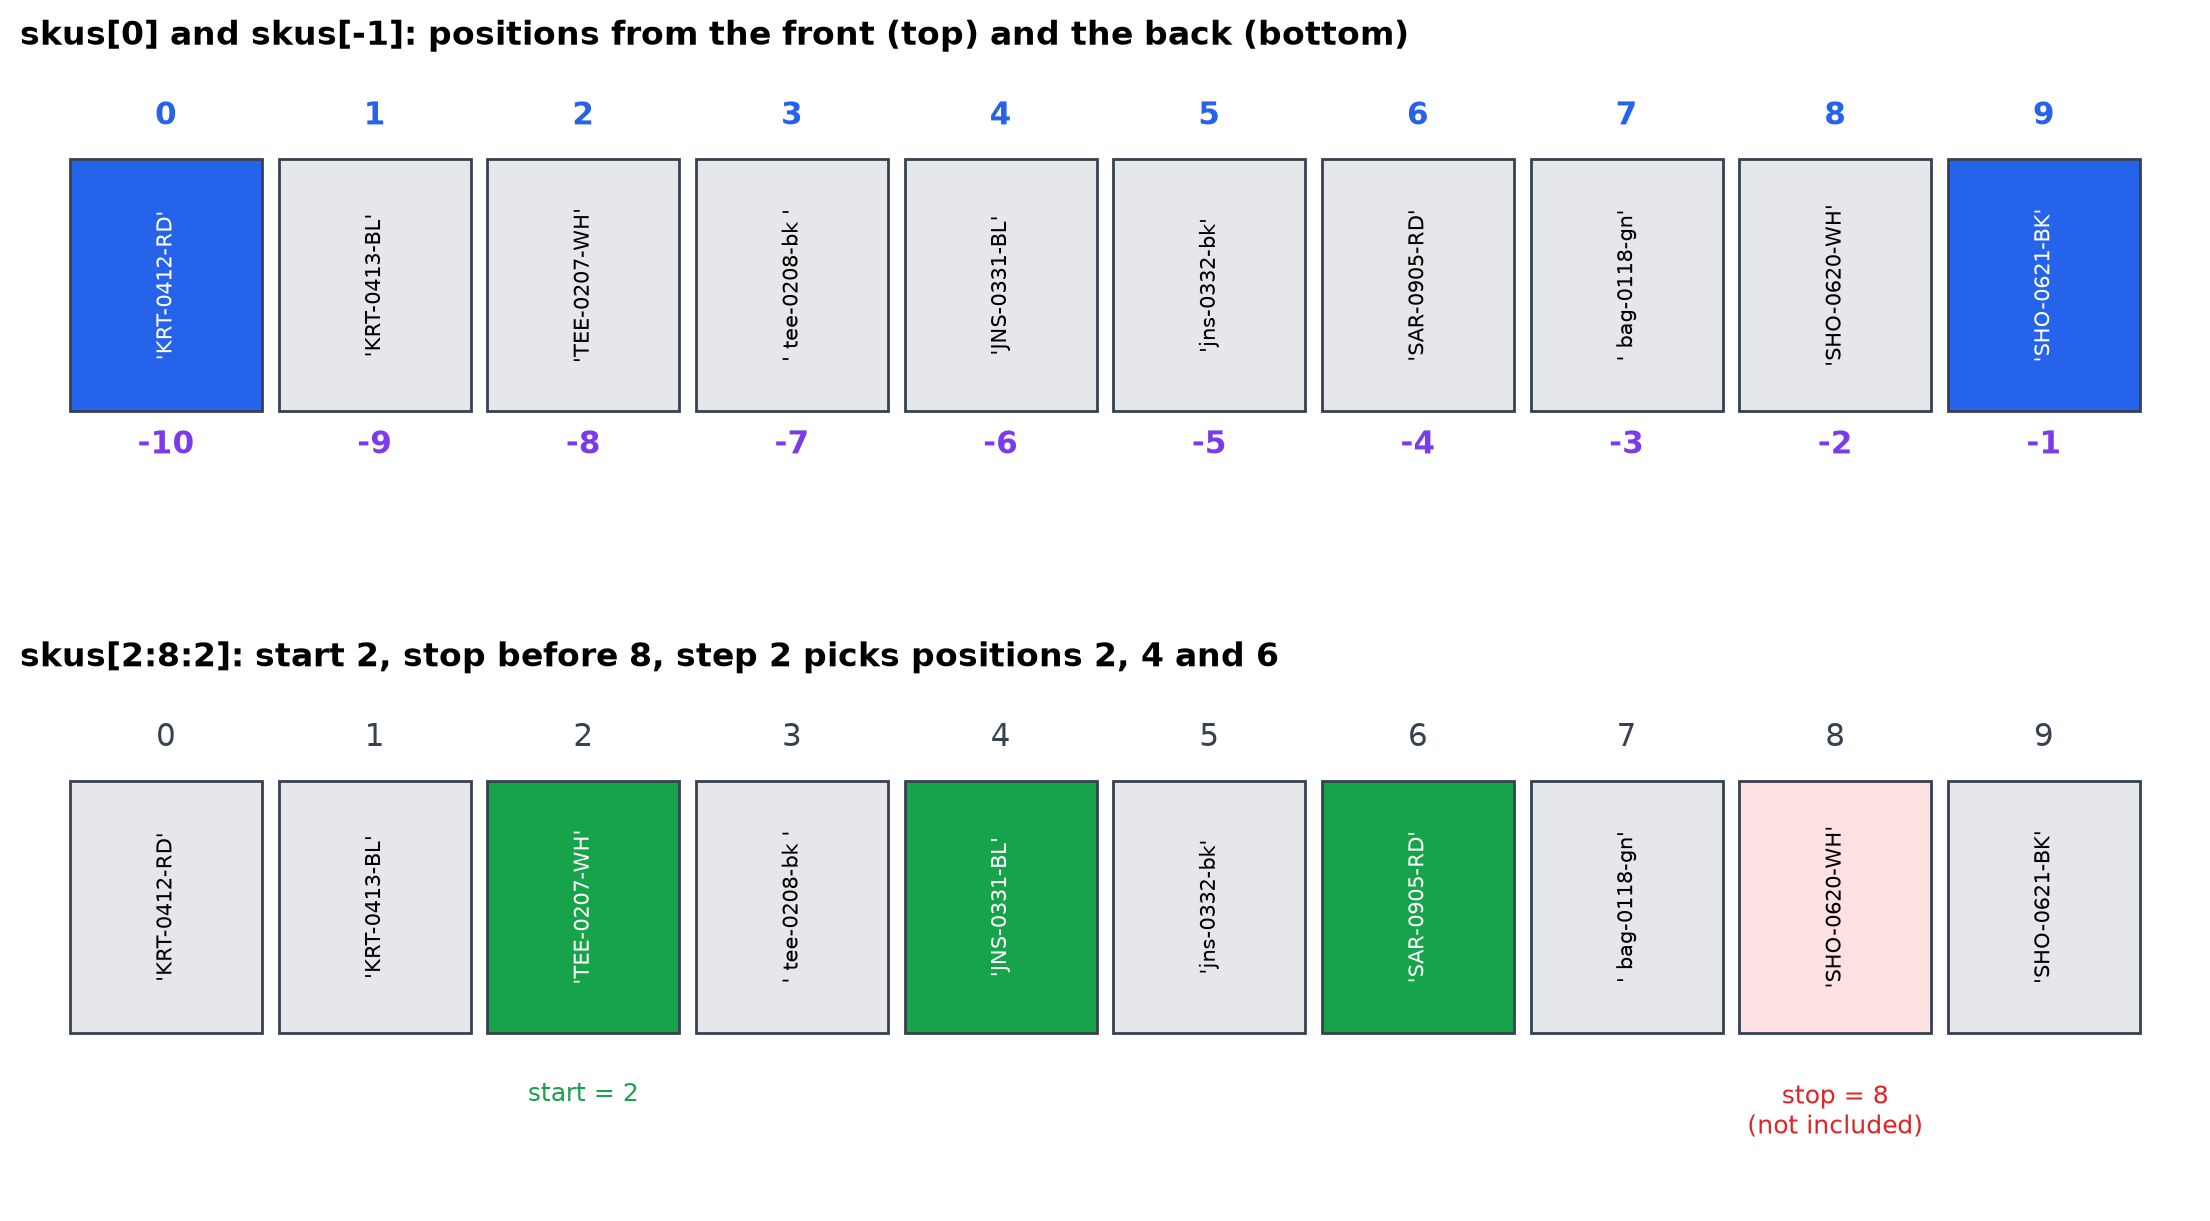 skus[0] and skus[-1]: positions from the front (top) and the back (bottom)
0 1 2 3 4 5 6 7 8 9
'KRT-0412-RD' 'KRT-0413-BL' 'TEE-0207-WH' ' tee-0208-bk ' 'JNS-0331-BL' 'jns-0332-bk' 'SAR-0905-RD' ' bag-0118-gn' 'SHO-0620-WH' 'SHO-0621-BK'
-10 -9 -8 -7 -6 -5 -4 -3 -2 -1
skus[2:8:2]: start 2, stop before 8, step 2 picks positions 2, 4 and 6
0 1 2 3 4 5 6 7 8 9
'KRT-0412-RD' 'KRT-0413-BL' 'TEE-0207-WH' ' tee-0208-bk ' 'JNS-0331-BL' 'jns-0332-bk' 'SAR-0905-RD' ' bag-0118-gn' 'SHO-0620-WH' 'SHO-0621-BK'
start = 2
stop = 8
(not included)